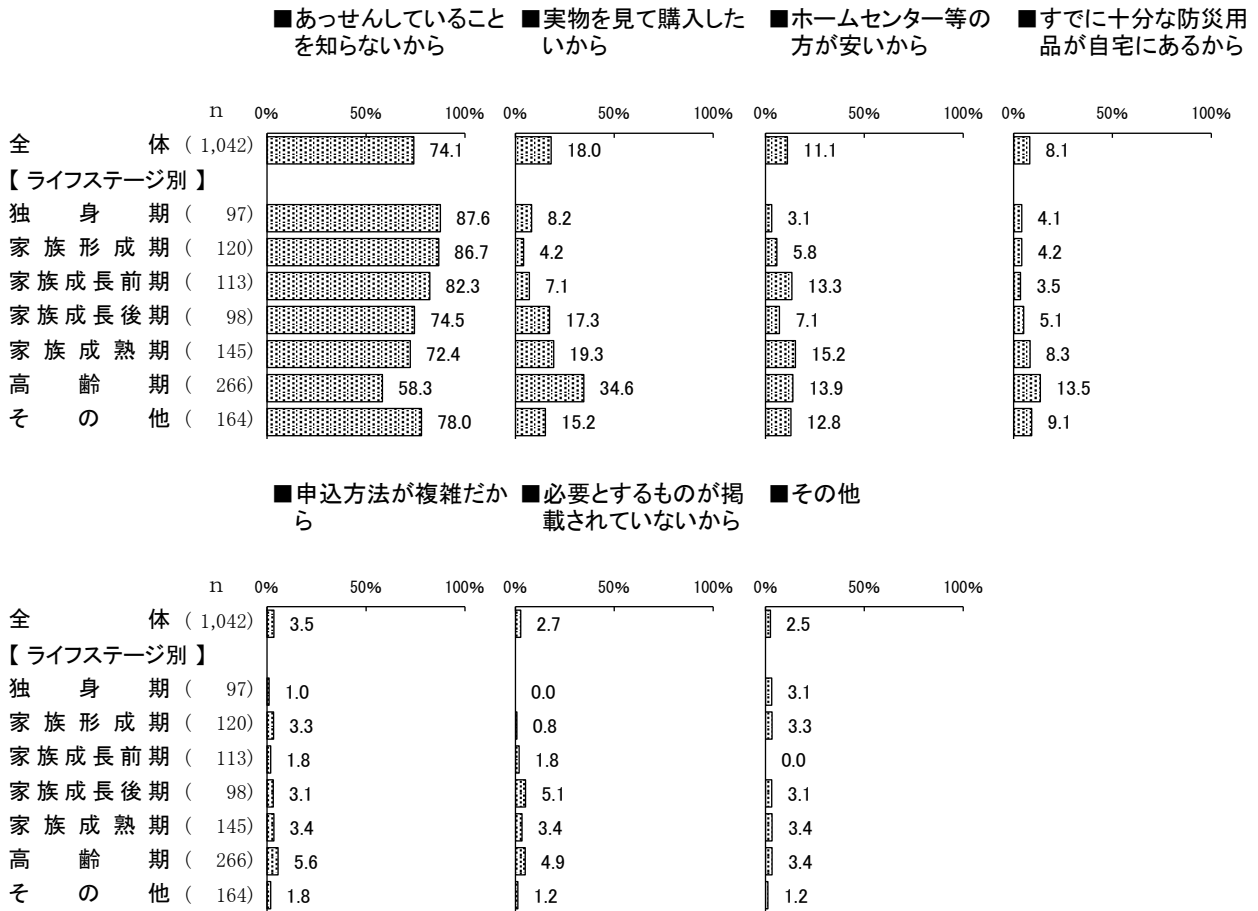 ■あっせんしていること ■実物を見て購入した ■ホームセンター等の ■すでに十分な防災用
を知らないから いから 方が安いから 品が自宅にあるから
n 0% 50% 100% 0% 50% 100% 0% 50% 100% 0% 50% 100%
全体 (1,042) 74.1 18.0 11.1 8.1
【ライフステージ別】
独身期 ( 97) 87.6 8.2 3.1 4.1
家族形成期 ( 120) 86.7 4.2 5.8 4.2
家族成長前期 ( 113) 82.3 7.1 13.3 3.5
家族成長後期 ( 98) 74.5 17.3 7.1 5.1
家族成熟期 ( 145) 72.4 19.3 15.2 8.3
高齢期 ( 266) 58.3 34.6 13.9 13.5
その他 ( 164) 78.0 15.2 12.8 9.1
■申込方法が複雑だか ■必要とするものが掲 ■その他
ら 載されていないから
n 0% 50% 100% 0% 50% 100% 0% 50% 100%
全体 (1,042) 3.5 2.7 2.5
【ライフステージ別】
独身期 ( 97) 1.0 0.0 3.1
家族形成期 ( 120) 3.3 0.8 3.3
家族成長前期 ( 113) 1.8 1.8 0.0
家族成長後期 ( 98) 3.1 5.1 3.1
家族成熟期 ( 145) 3.4 3.4 3.4
高齢期 ( 266) 5.6 4.9 3.4
その他 ( 164) 1.8 1.2 1.2